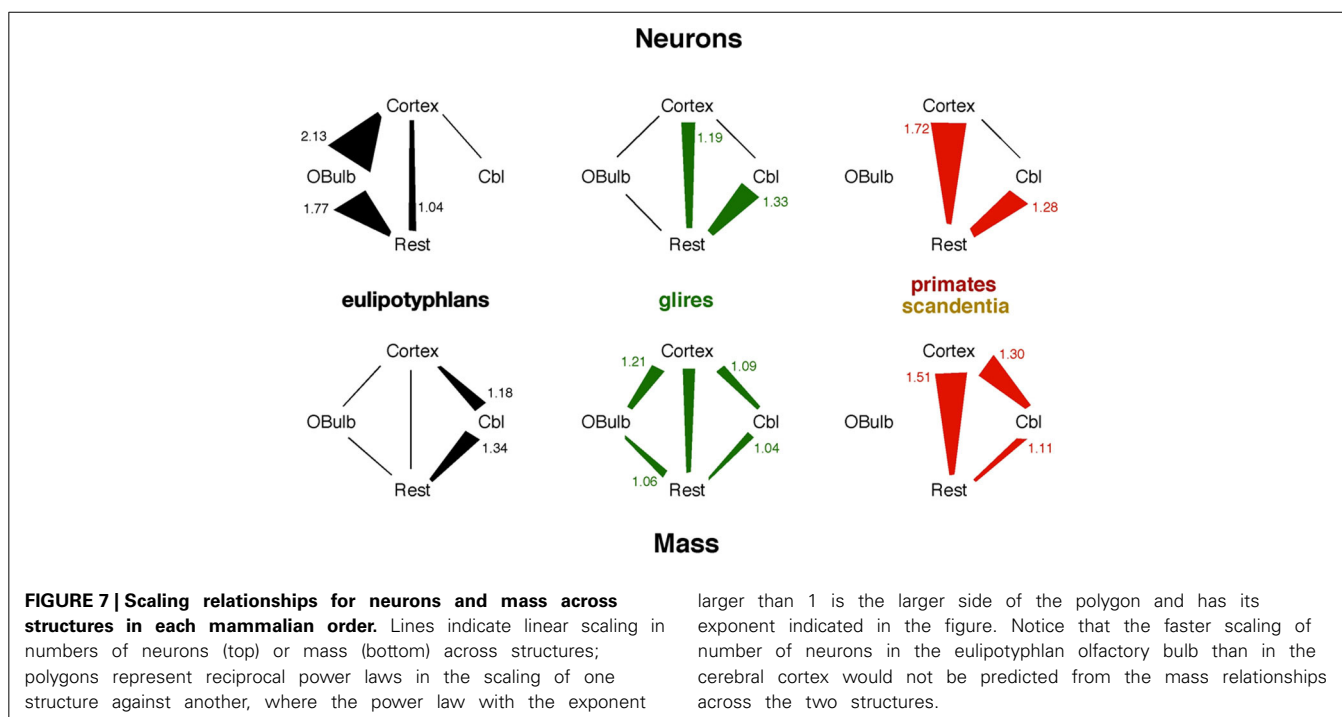 Neurons
Cortex
2.13
OBulb
Cbl
1.77
1.04
Rest
Cortex
1.19
OBulb
Cbl
1.33
Rest
Cortex
1.72
OBulb
Cbl
1.28
Rest
eulipotyphlans
glires
primates
scandentia
Cortex
1.18
OBulb
Cbl
1.34
Rest
Cortex
1.21
1.09
OBulb
Cbl
1.04
1.06
Rest
Cortex
1.30
1.51
OBulb
Cbl
1.11
Rest
Mass
FIGURE 7 | Scaling relationships for neurons and mass across
structures in each mammalian order. Lines indicate linear scaling in
numbers of neurons (top) or mass (bottom) across structures;
polygons represent reciprocal power laws in the scaling of one
structure against another, where the power law with the exponent
larger than 1 is the larger side of the polygon and has its
exponent indicated in the figure. Notice that the faster scaling of
number of neurons in the eulipotyphlan olfactory bulb than in the
cerebral cortex would not be predicted from the mass relationships
across the two structures.